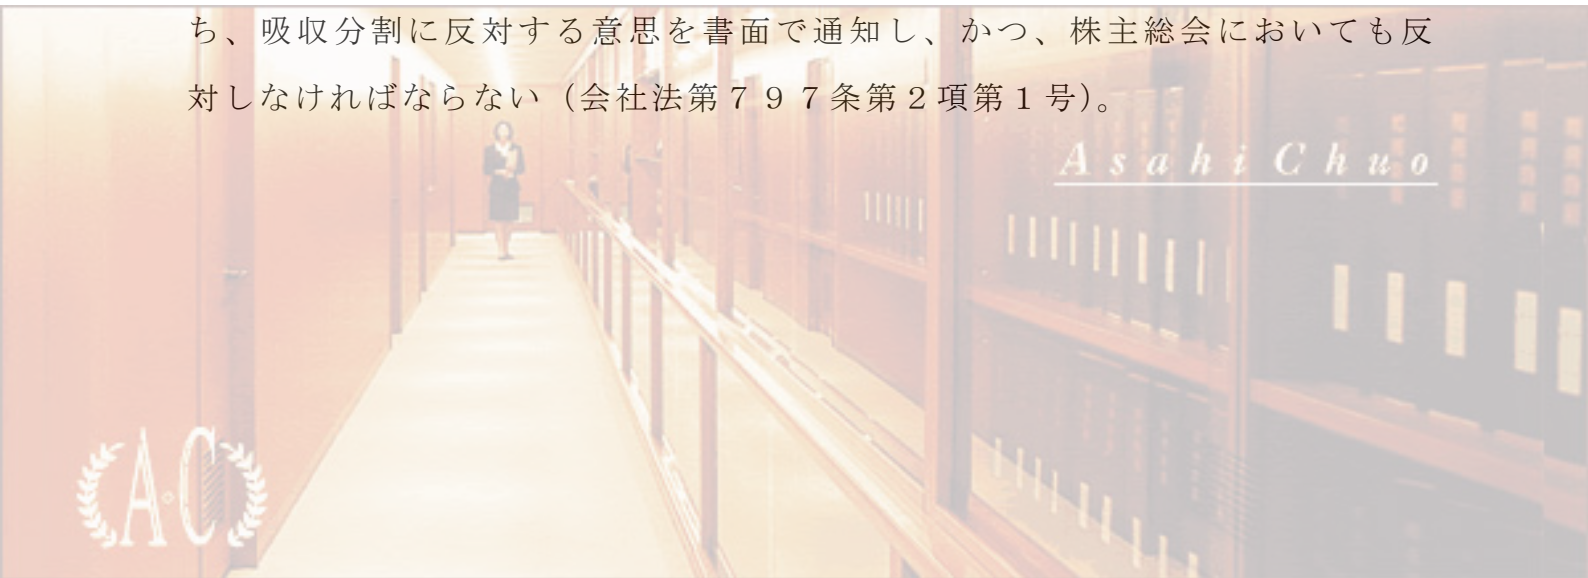 ち、吸収分割に反対する意思を書面で通知し、かつ、株主総会においても反
対しなければならない（会社法第７９７条第２項第１号）。
AsahiChuo
A・C